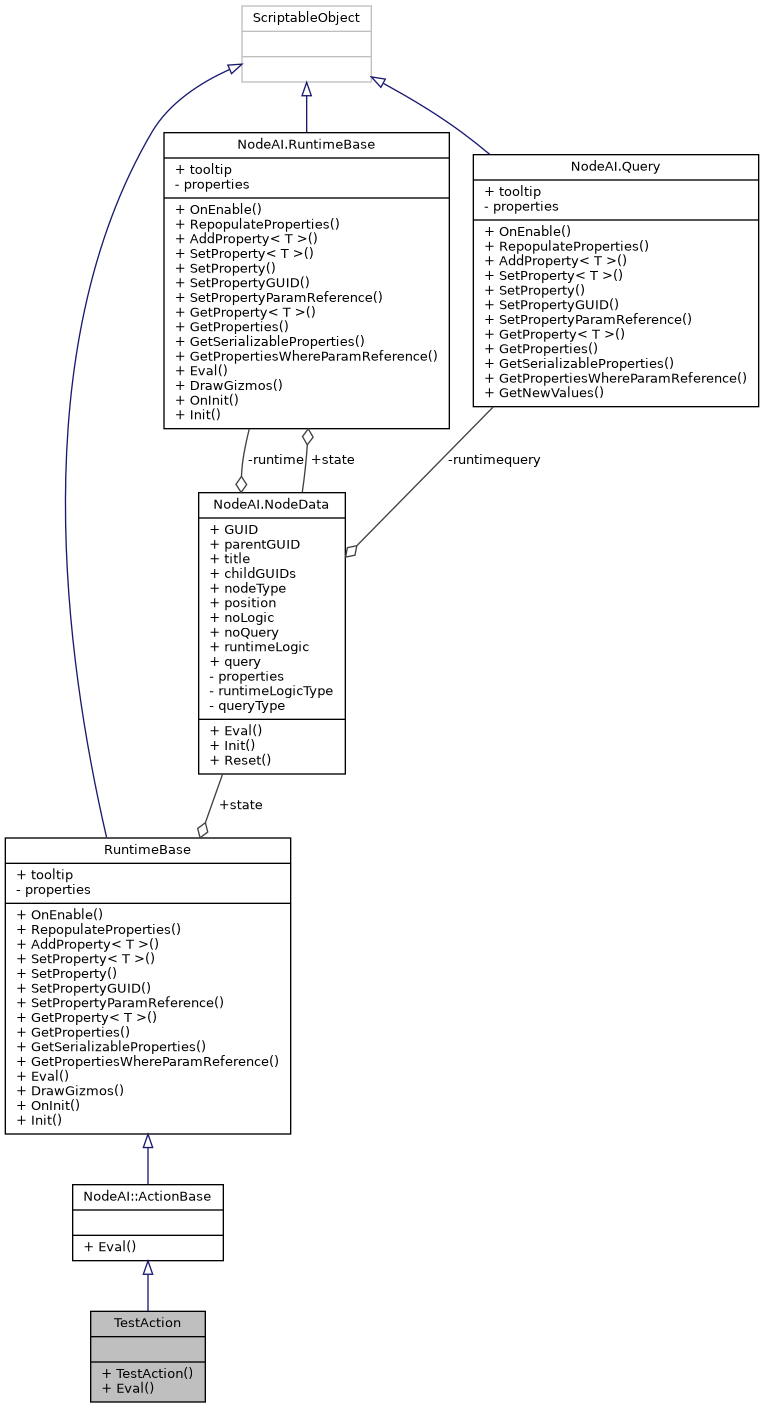 ScriptableObject
NodeAI.RuntimeBase
+ tooltip
- properties
+ OnEnable()
+ RepopulateProperties()
+ AddProperty< T >()
+ SetProperty< T >()
+ SetProperty()
+ SetPropertyGUID()
+ SetPropertyParamReference()
+ GetProperty< T >()
+ GetProperties()
+ GetSerializableProperties()
+ GetPropertiesWhereParamReference()
+ Eval()
+ DrawGizmos()
+ OnInit()
+ Init()
NodeAI.Query
+ tooltip
- properties
+ OnEnable()
+ RepopulateProperties()
+ AddProperty< T >()
+ SetProperty< T >()
+ SetProperty()
+ SetPropertyGUID()
+ SetPropertyParamReference()
+ GetProperty< T >()
+ GetProperties()
+ GetSerializableProperties()
+ GetPropertiesWhereParamReference()
+ GetNewValues()
-runtime
+state
-runtimequery
NodeAI.NodeData
+ GUID
+ parentGUID
+ title
+ childGUIDs
+ nodeType
+ position
+ noLogic
+ noQuery
+ runtimeLogic
+ query
- properties
- runtimeLogicType
- queryType
+ Eval()
+ Init()
+ Reset()
+state
RuntimeBase
+ tooltip
- properties
+ OnEnable()
+ RepopulateProperties()
+ AddProperty< T >()
+ SetProperty< T >()
+ SetProperty()
+ SetPropertyGUID()
+ SetPropertyParamReference()
+ GetProperty< T >()
+ GetProperties()
+ GetSerializableProperties()
+ GetPropertiesWhereParamReference()
+ Eval()
+ DrawGizmos()
+ OnInit()
+ Init()
NodeAI::ActionBase
+ Eval()
TestAction
+ TestAction()
+ Eval()